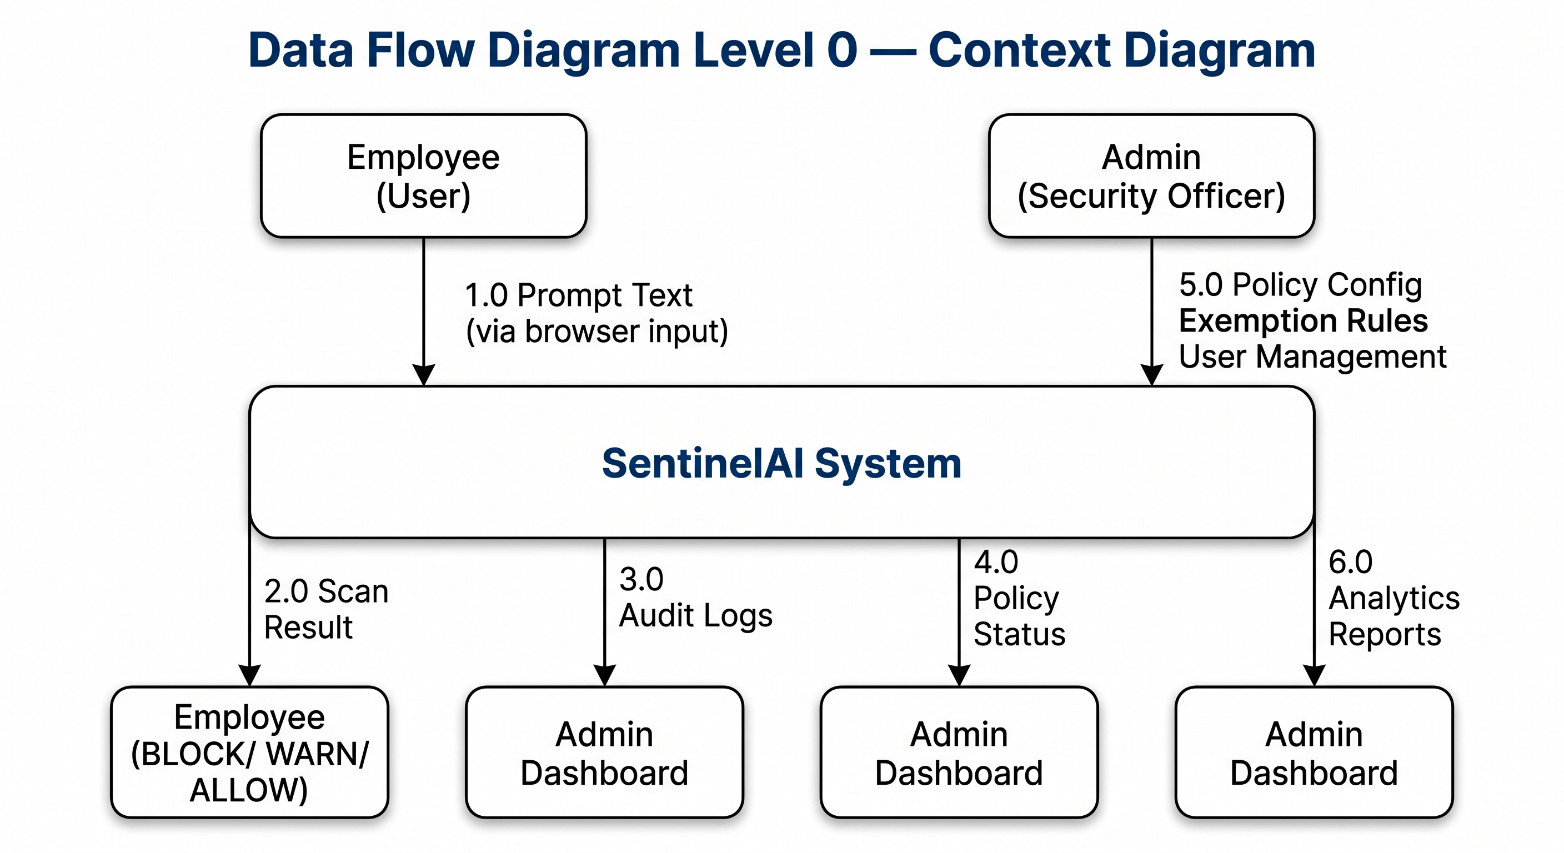 Data Flow Diagram Level 0 — Context Diagram
Employee
(User)
Admin
(Security Officer)
1.0 Prompt Text
(via browser input)
5.0 Policy Config
Exemption Rules
User Management
SentinelAI System
2.0 Scan
Result
3.0
Audit Logs
4.0
Policy
Status
6.0
Analytics
Reports
Employee
(BLOCK/ WARN/
ALLOW)
Admin
Dashboard
Admin
Dashboard
Admin
Dashboard